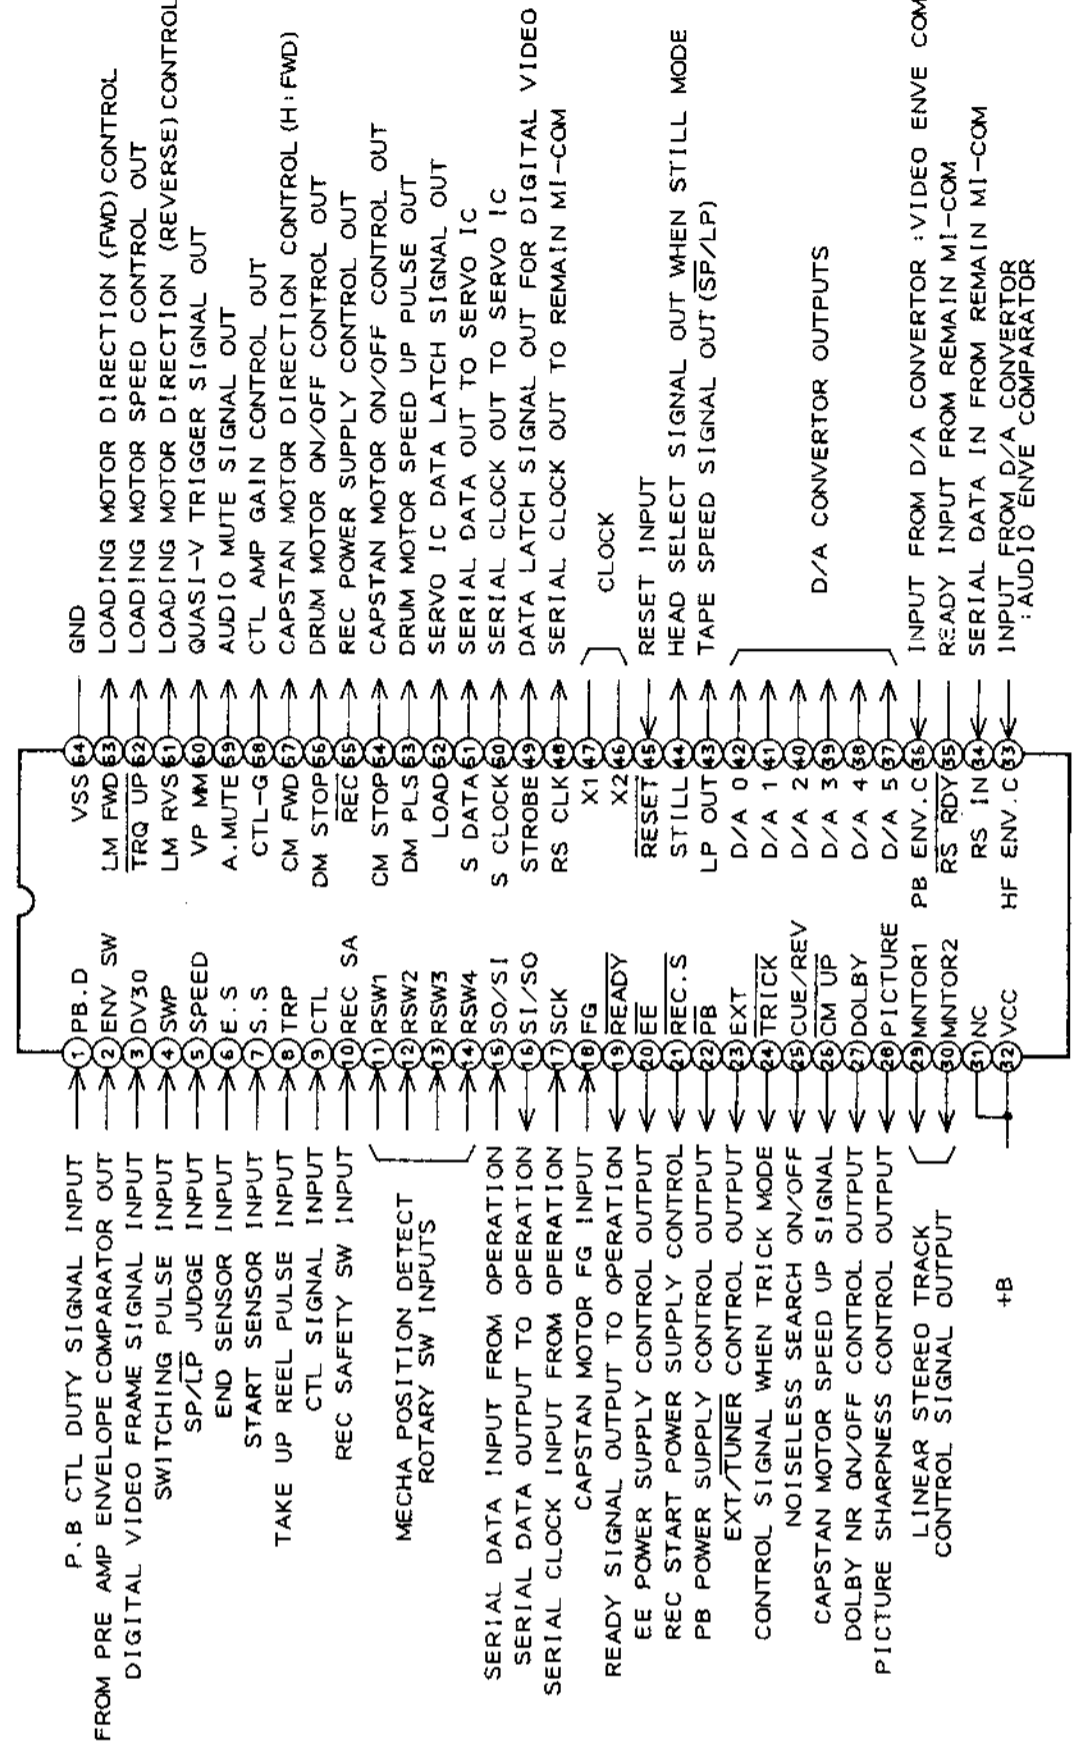 P.B CTL DUTY SIGNAL INPUT 1 PB.D
FROM PRE AMP ENVELOPE COMPARATOR OUT 2 ENV SW
DIGITAL VIDEO FRAME SIGNAL INPUT 3 DV30
SWITCHING PULSE INPUT 4 SWP
SP/LP JUDGE INPUT 5 SPEED
END SENSOR INPUT 6 E.S
START SENSOR INPUT 7 S.S
TAKE UP REEL PULSE INPUT 8 TRP
CTL SIGNAL INPUT 9 CTL
REC SAFETY SW INPUT 10 REC SA
MECHA POSITION DETECT
ROTARY SW INPUTS
11 RSW1
12 RSW2
13 RSW3
14 RSW4
SERIAL DATA INPUT FROM OPERATION 15 SO/SI
SERIAL DATA OUTPUT TO OPERATION 16 SI/SO
SERIAL CLOCK INPUT FROM OPERATION 17 SCK
CAPSTAN MOTOR FG INPUT 18 FG
READY SIGNAL OUTPUT TO OPERATION 19 READY
EE POWER SUPPLY CONTROL OUTPUT 20 EE
REC START POWER SUPPLY CONTROL 21 REC.S
PB POWER SUPPLY CONTROL OUTPUT 22 PB
EXT/TUNER CONTROL OUTPUT 23 EXT
CONTROL SIGNAL WHEN TRICK MODE 24 TRICK
NOISELESS SEARCH ON/OFF 25 CUE/REV
CAPSTAN MOTOR SPEED UP SIGNAL 26 CM UP
DOLBY NR ON/OFF CONTROL OUTPUT 27 DOLBY
PICTURE SHARPNESS CONTROL OUTPUT 28 PICTURE
LINEAR STEREO TRACK
CONTROL SIGNAL OUTPUT
29 MNTOR1
30 MNTOR2
31 NC
+B 32 VCC
VSS 64 GND
LM FWD 63 LOADING MOTOR DIRECTION (FWD) CONTROL
TRQ UP 62 LOADING MOTOR SPEED CONTROL OUT
LM RVS 61 LOADING MOTOR DIRECTION (REVERSE) CONTROL
VP MM 60 QUASI-V TRIGGER SIGNAL OUT
A.MUTE 59 AUDIO MUTE SIGNAL OUT
CTL-G 58 CTL AMP GAIN CONTROL OUT
CM FWD 57 CAPSTAN MOTOR DIRECTION CONTROL (H:FWD)
DM STOP 56 DRUM MOTOR ON/OFF CONTROL OUT
REC 55 REC POWER SUPPLY CONTROL OUT
CM STOP 54 CAPSTAN MOTOR ON/OFF CONTROL OUT
DM PLS 53 DRUM MOTOR SPEED UP PULSE OUT
LOAD 52 SERVO IC DATA LATCH SIGNAL OUT
S DATA 51 SERIAL DATA OUT TO SERVO IC
S CLOCK 50 SERIAL CLOCK OUT TO SERVO IC
STROBE 49 DATA LATCH SIGNAL OUT FOR DIGITAL VIDEO
RS CLK 48 SERIAL CLOCK OUT TO REMAIN MI-COM
X1 47
X2 46
CLOCK
RESET 45 RESET INPUT
STILL 44 HEAD SELECT SIGNAL OUT WHEN STILL MODE
LP OUT 43 TAPE SPEED SIGNAL OUT (SP/LP)
D/A 0 42
D/A 1 41
D/A 2 40
D/A 3 39
D/A 4 38
D/A 5 37
D/A CONVERTOR OUTPUTS
PB ENV.C 36 INPUT FROM D/A CONVERTOR :VIDEO ENVE COM
RS RDY 35 READY INPUT FROM REMAIN MI-COM
RS IN 34 SERIAL DATA IN FROM REMAIN MI-COM
HF ENV.C 33 INPUT FROM D/A CONVERTOR
:AUDIO ENVE COMPARATOR